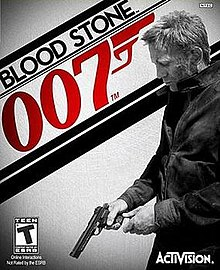 BLOOD STONE
007
TM
TEEN
T
CONTENT RATED BY
ESRB
Online Interactions
Not Rated by the ESRB
ACTIVISION.